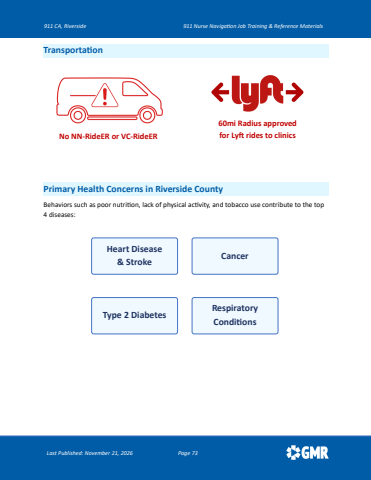 911 CA, Riverside
911 Nurse Navigation Job Training & Reference Materials
Transportation
lyft
No NN-RideER or VC-RideER
60mi Radius approved
for Lyft rides to clinics
Primary Health Concerns in Riverside County
Behaviors such as poor nutrition, lack of physical activity, and tobacco use contribute to the top
4 diseases:
Heart Disease
& Stroke
Cancer
Type 2 Diabetes
Respiratory
Conditions
Last Published: November 21, 2026
Page 73
GMR